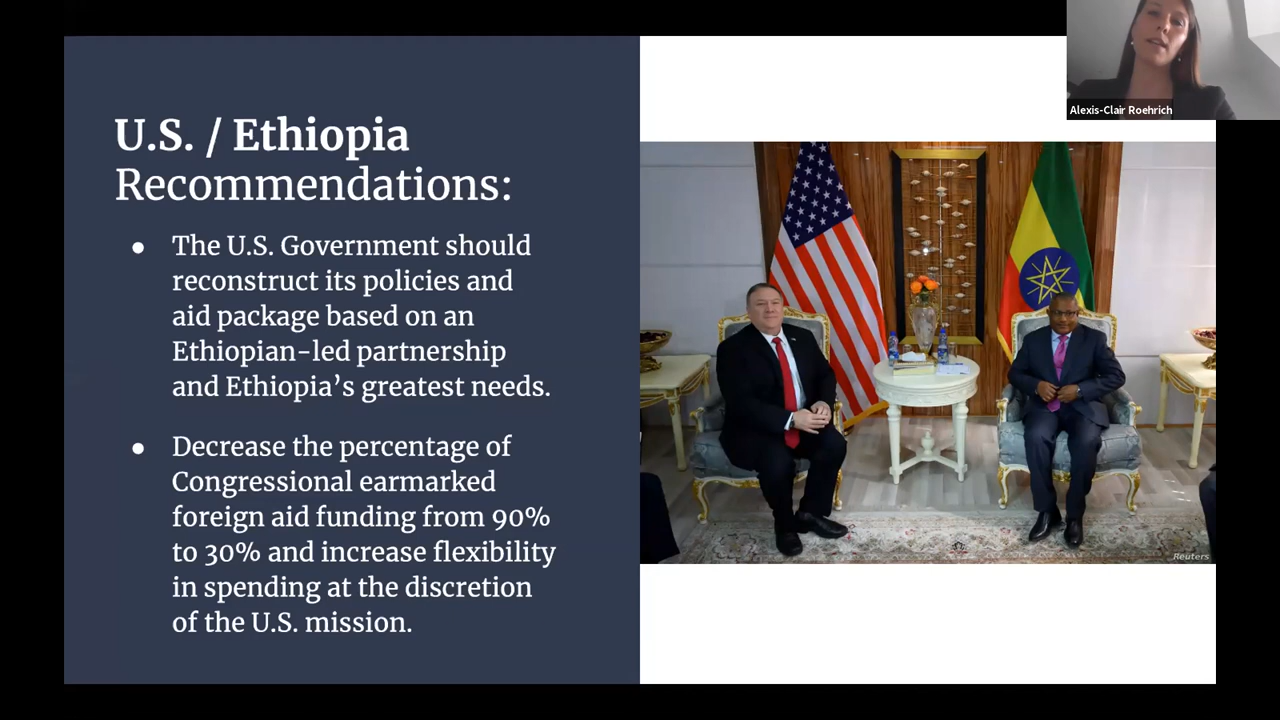 Alexis-Clair Roehrich
U.S. / Ethiopia
Recommendations:
● The U.S. Government should
reconstruct its policies and
aid package based on an
Ethiopian-led partnership
and Ethiopia’s greatest needs.
● Decrease the percentage of
Congressional earmarked
foreign aid funding from 90%
to 30% and increase flexibility
in spending at the discretion
of the U.S. mission.
Reuters